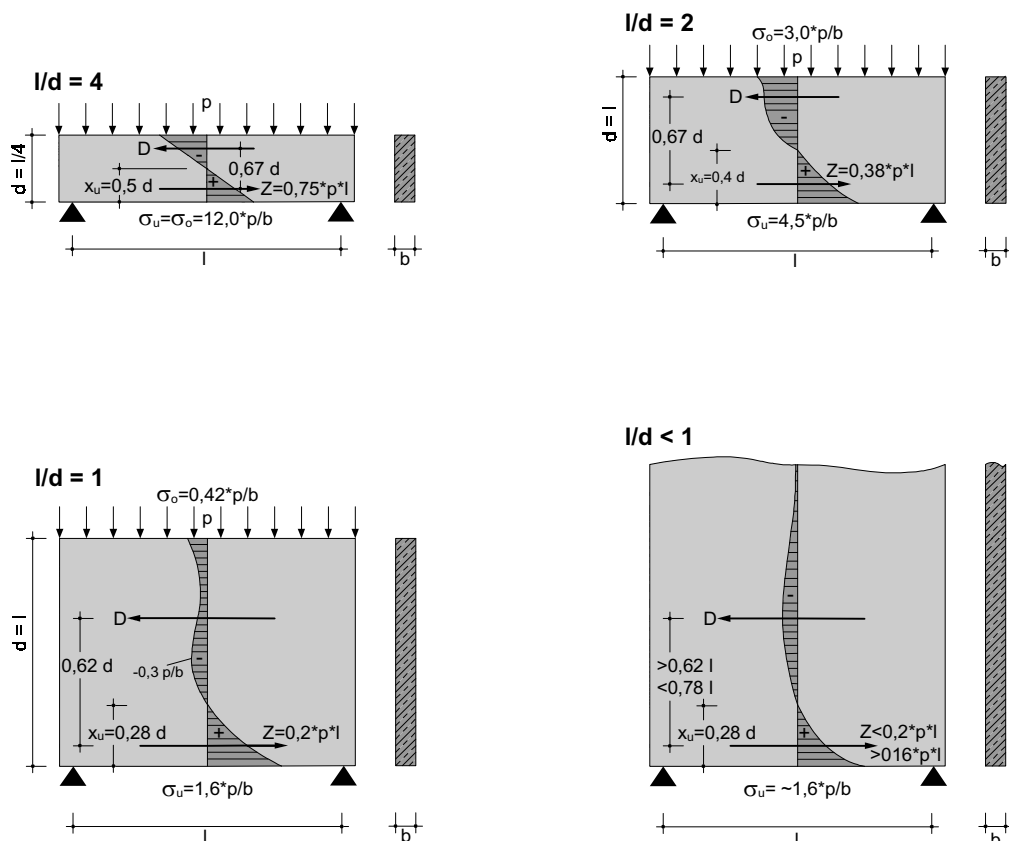 l/d = 4
p
D
-
0,67 d
xu=0,5 d
+
Z=0,75*p*l
d = l/4
σu=σo=12,0*p/b
l
b
l/d = 2
σo=3,0*p/b
p
D
-
0,67 d
d = l
xu=0,4 d
+
Z=0,38*p*l
σu=4,5*p/b
l
b
l/d = 1
σo=0,42*p/b
p
d = l
D
0,62 d
-
-0,3 p/b
xu=0,28 d
+
Z=0,2*p*l
σu=1,6*p/b
l
b
l/d < 1
-
D
>0,62 l
<0,78 l
xu=0,28 d
+
Z<0,2*p*l
>016*p*l
σu= ~1,6*p/b
l
b